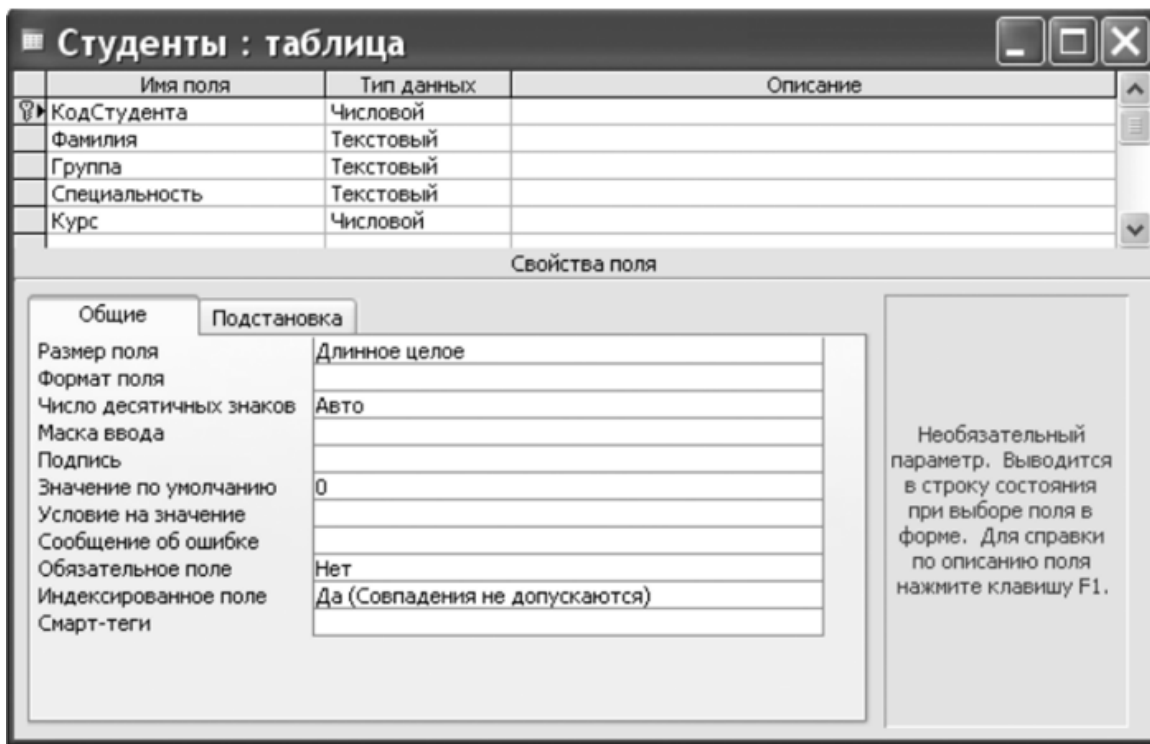 Студенты : таблица
Имя поля Тип данных Описание
КодСтудента Числовой
Фамилия Текстовый
Группа Текстовый
Специальность Текстовый
Курс Числовой
Свойства поля
Общие Подстановка
Размер поля Длинное целое
Формат поля
Число десятичных знаков Авто
Маска ввода
Подпись
Значение по умолчанию 0
Условие на значение
Сообщение об ошибке
Обязательное поле Нет
Индексированное поле Да (Совпадения не допускаются)
Смарт-теги
Необязательный
параметр. Выводится
в строку состояния
при выборе поля в
форме. Для справки
по описанию поля
нажмите клавишу F1.